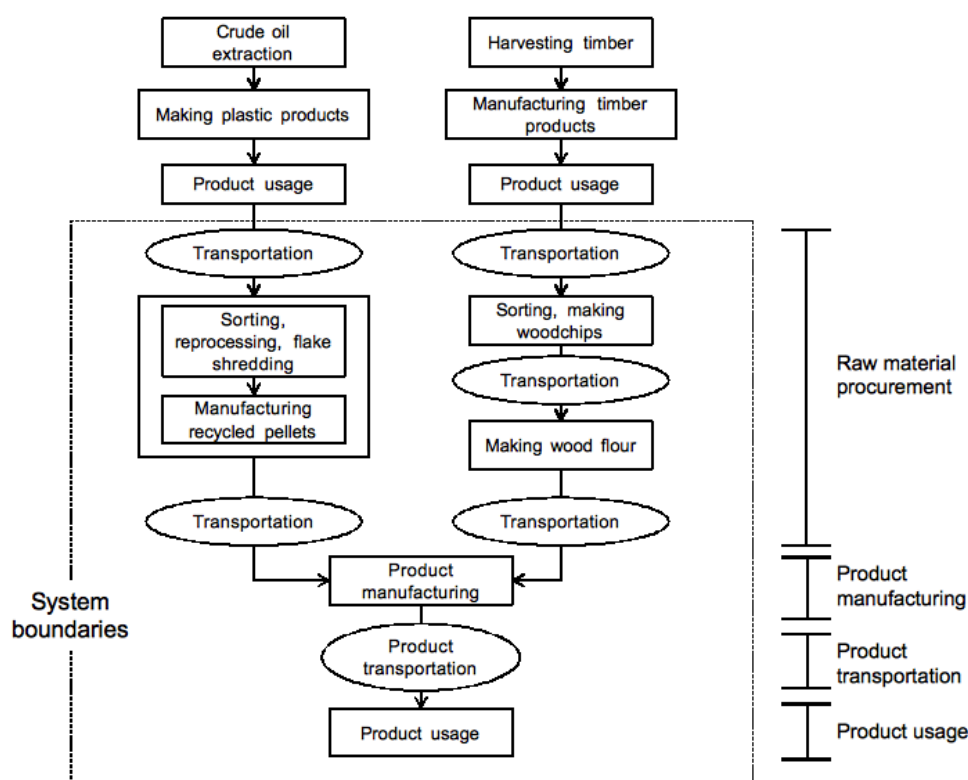 Crude oil
extraction
Harvesting timber
Making plastic products
Manufacturing timber
products
Product usage
Product usage
Transportation
Transportation
Sorting,
reprocessing, flake
shredding
Sorting, making
woodchips
Transportation
Manufacturing
recycled pellets
Making wood flour
Transportation
Transportation
Product
manufacturing
Product
transportation
Product usage
System
boundaries
Raw material
procurement
Product
manufacturing
Product
transportation
Product usage